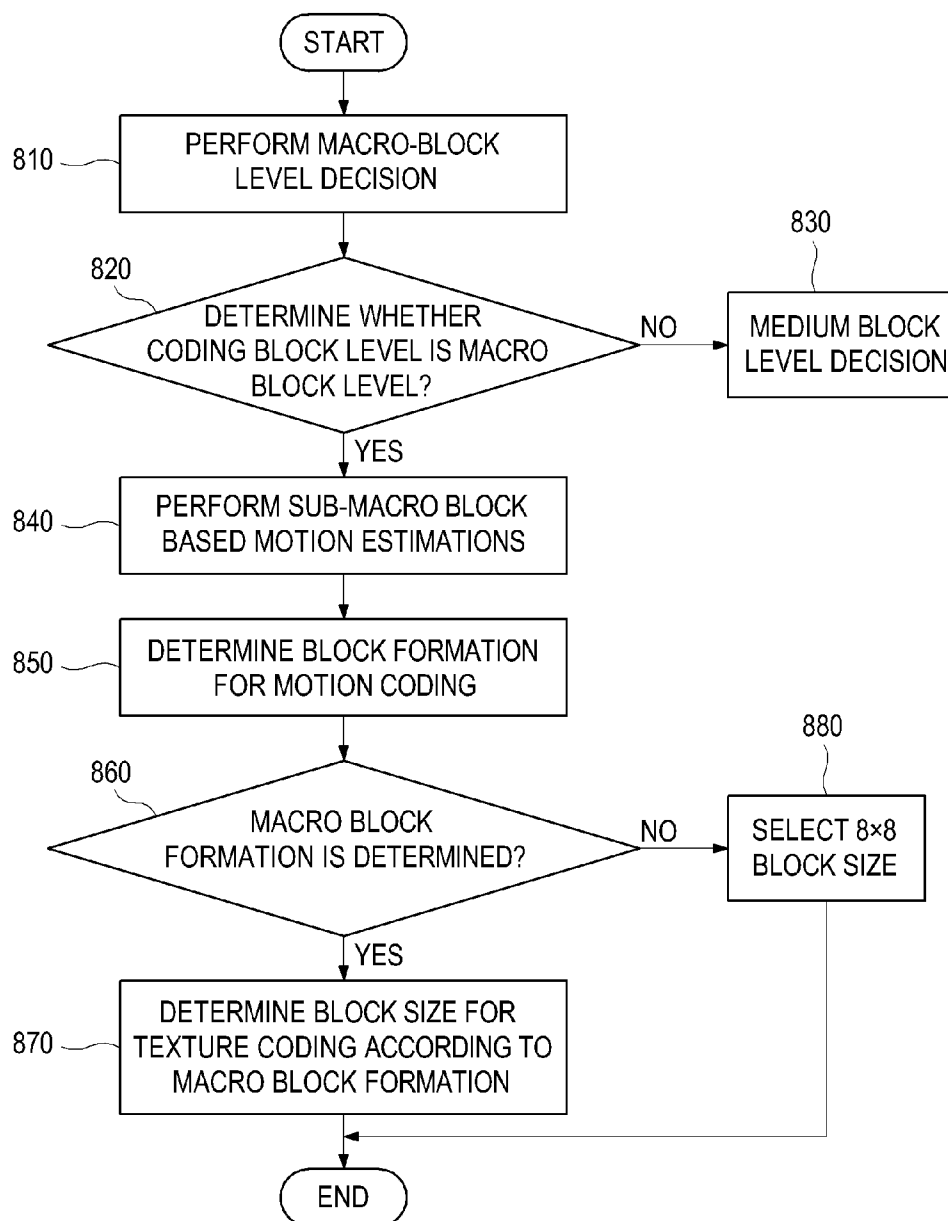 START
810
PERFORM MACRO-BLOCK
LEVEL DECISION
820
DETERMINE WHETHER
CODING BLOCK LEVEL IS MACRO
BLOCK LEVEL?
NO
830
MEDIUM BLOCK
LEVEL DECISION
YES
840
PERFORM SUB-MACRO BLOCK
BASED MOTION ESTIMATIONS
850
DETERMINE BLOCK FORMATION
FOR MOTION CODING
860
MACRO BLOCK
FORMATION IS DETERMINED?
NO
880
SELECT 8×8
BLOCK SIZE
YES
870
DETERMINE BLOCK SIZE FOR
TEXTURE CODING ACCORDING TO
MACRO BLOCK FORMATION
END